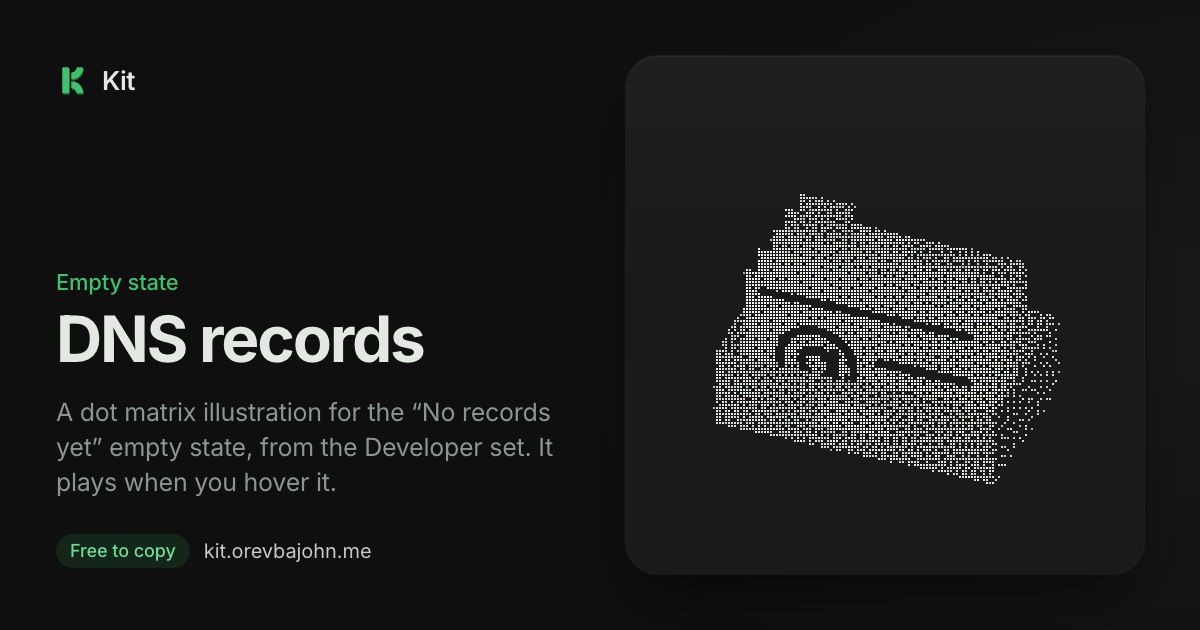 Kit
Empty state
DNS records
A dot matrix illustration for the “No records
yet” empty state, from the Developer set. It
plays when you hover it.
Free to copy
kit.orevbajohn.me